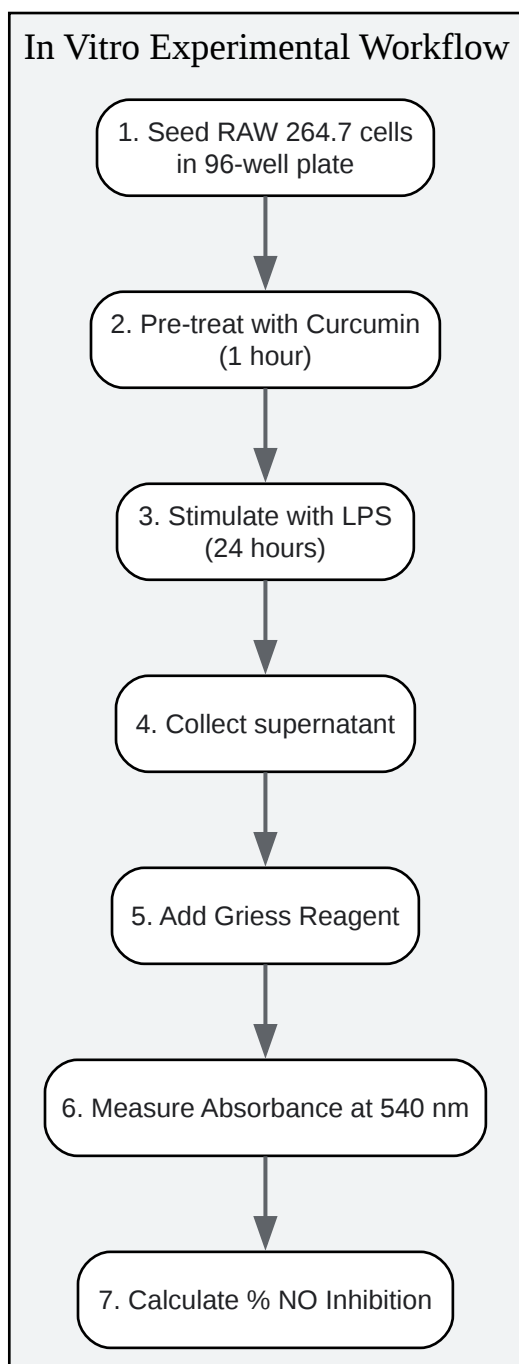 In Vitro Experimental Workflow
1. Seed RAW 264.7 cells
in 96-well plate
2. Pre-treat with Curcumin
(1 hour)
3. Stimulate with LPS
(24 hours)
4. Collect supernatant
5. Add Griess Reagent
6. Measure Absorbance at 540 nm
7. Calculate % NO Inhibition